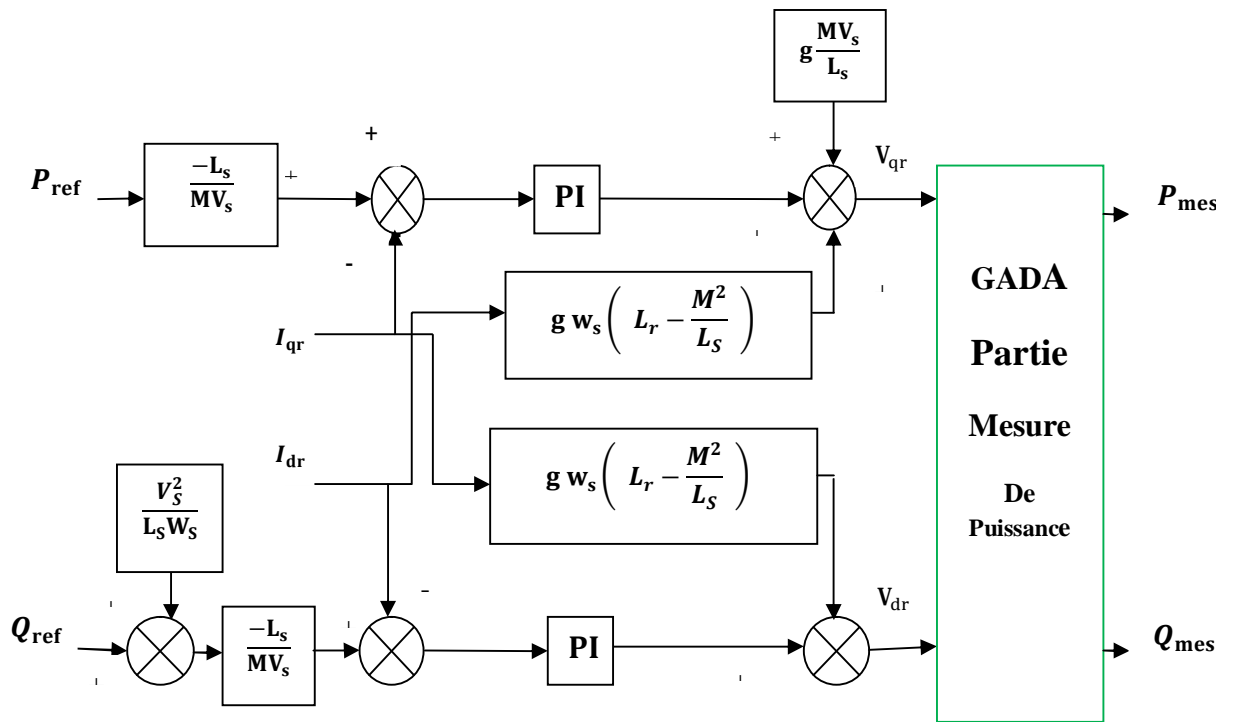 g MV_s / L_s
+
+
V_qr
P_ref
-L_s / MV_s
+
PI
P_mes
-
g w_s ( L_r − M² / L_S )
I_qr
GADA
Partie
Mesure
De
Puissance
I_dr
g w_s ( L_r − M² / L_S )
V_S² / L_S W_S
-
V_dr
Q_ref
-L_s / MV_s
PI
Q_mes